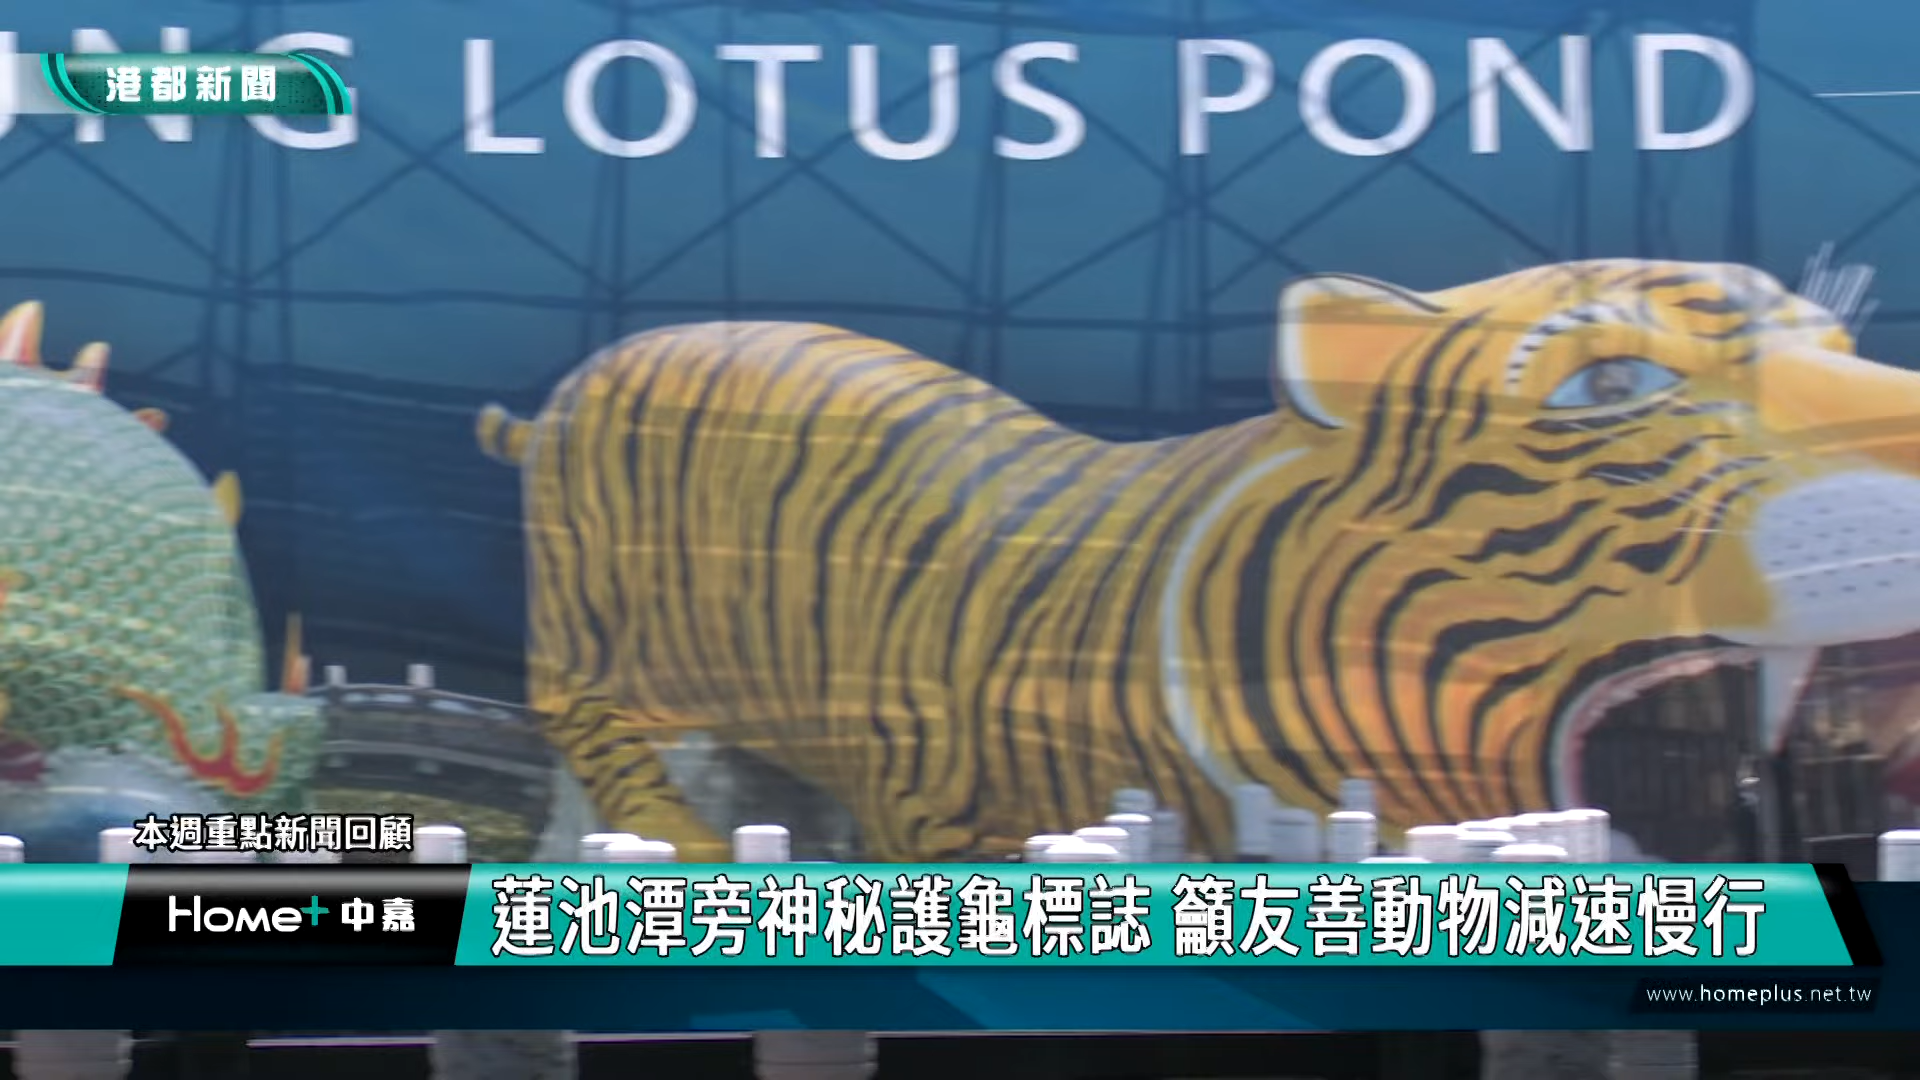 UNG LOTUS POND
港都新聞
本週重點新聞回顧
Home+ 中嘉
蓮池潭旁神秘護龜標誌 籲友善動物減速慢行
www.homeplus.net.tw